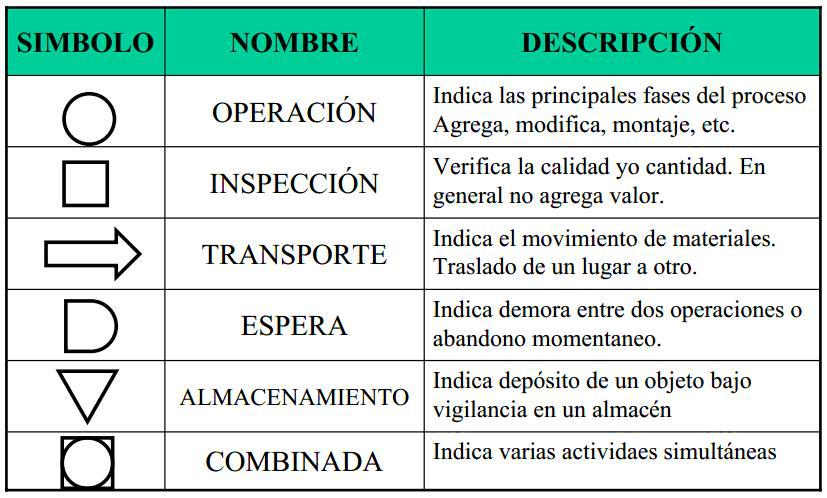 SIMBOLO NOMBRE DESCRIPCIÓN
OPERACIÓN
Indica las principales fases del proceso
Agrega, modifica, montaje, etc.
INSPECCIÓN
Verifica la calidad yo cantidad. En
general no agrega valor.
TRANSPORTE
Indica el movimiento de materiales.
Traslado de un lugar a otro.
ESPERA
Indica demora entre dos operaciones o
abandono momentaneo.
ALMACENAMIENTO
Indica depósito de un objeto bajo
vigilancia en un almacén
COMBINADA
Indica varias actividaes simultáneas